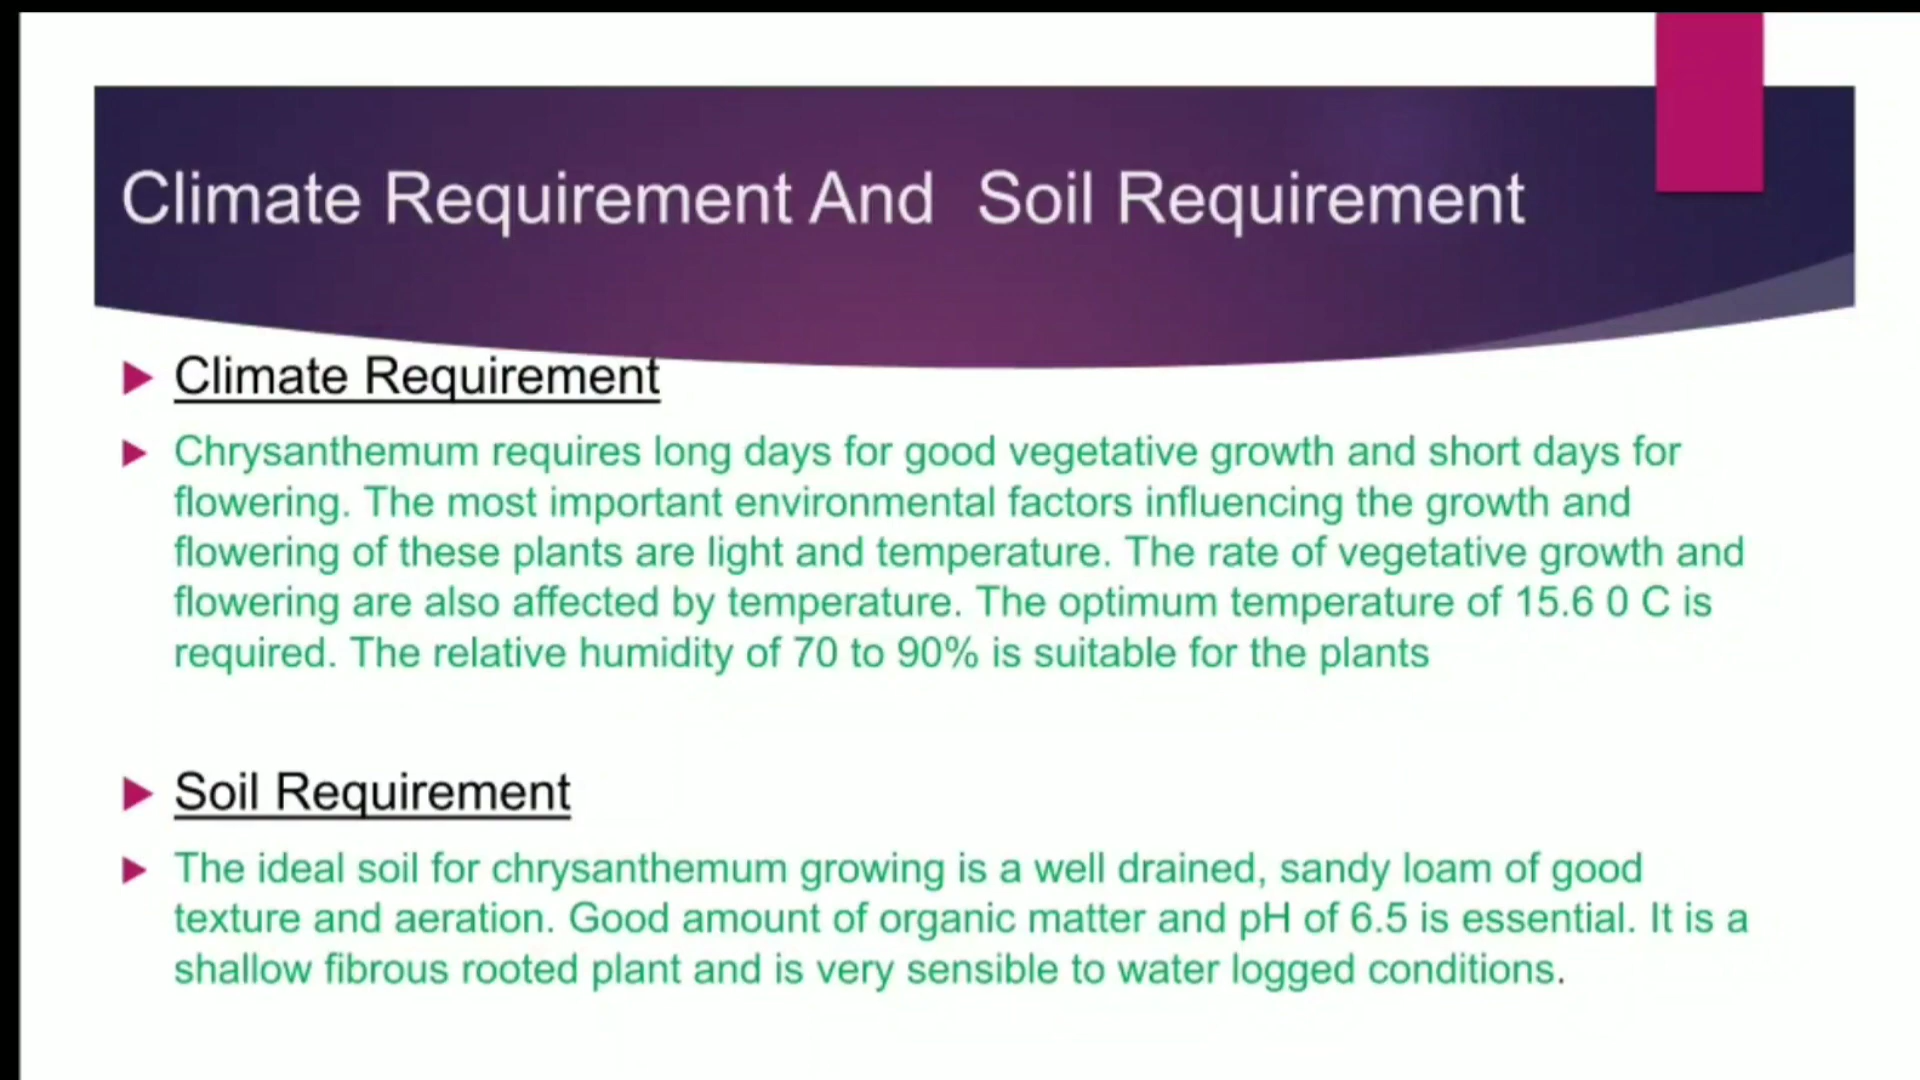 Climate Requirement And  Soil Requirement
Climate Requirement
Chrysanthemum requires long days for good vegetative growth and short days for
flowering. The most important environmental factors influencing the growth and
flowering of these plants are light and temperature. The rate of vegetative growth and
flowering are also affected by temperature. The optimum temperature of 15.6 0 C is
required. The relative humidity of 70 to 90% is suitable for the plants
Soil Requirement
The ideal soil for chrysanthemum growing is a well drained, sandy loam of good
texture and aeration. Good amount of organic matter and pH of 6.5 is essential. It is a
shallow fibrous rooted plant and is very sensible to water logged conditions.